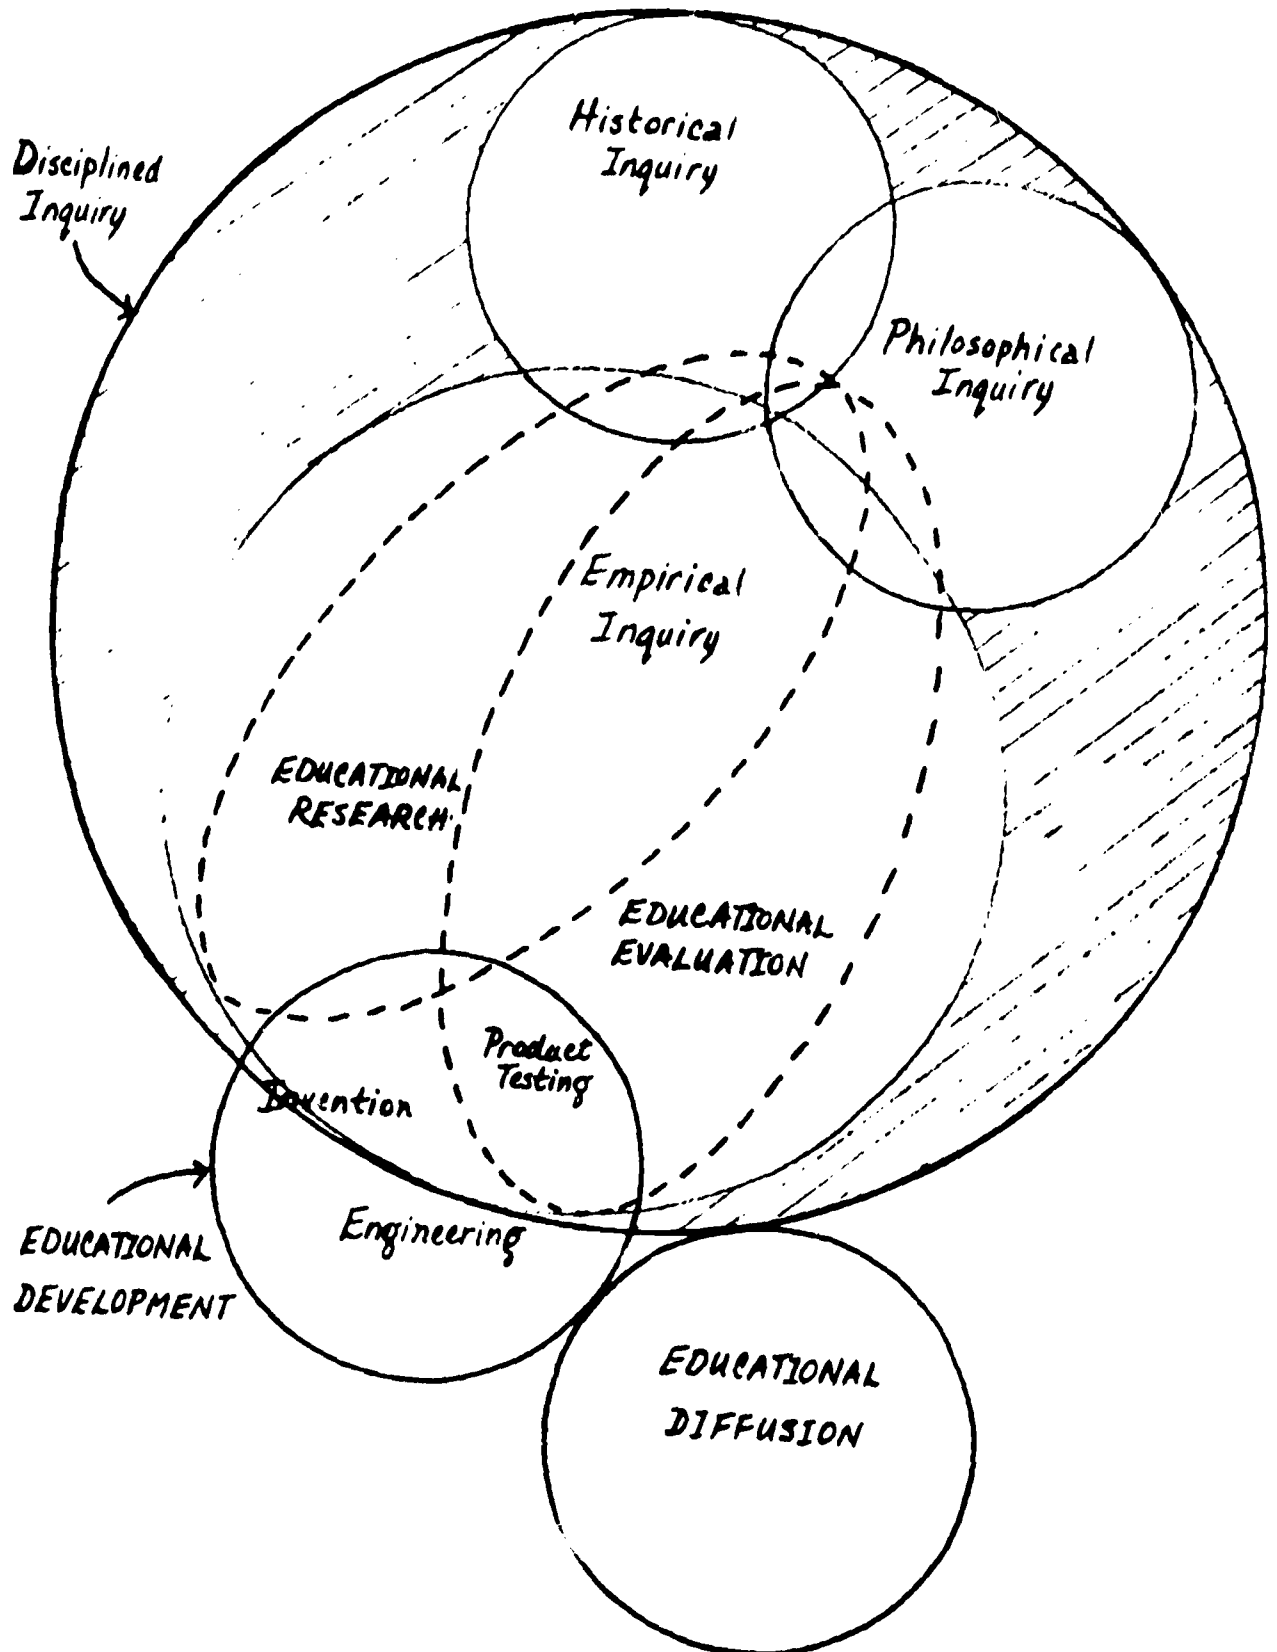 Historical
Inquiry
Disciplined
Inquiry
Philosophical
Inquiry
Empirical
Inquiry
EDUCATIONAL
RESEARCH
EDUCATIONAL
EVALUATION
Product
Testing
Invention
Engineering
EDUCATIONAL
DEVELOPMENT
EDUCATIONAL
DIFFUSION